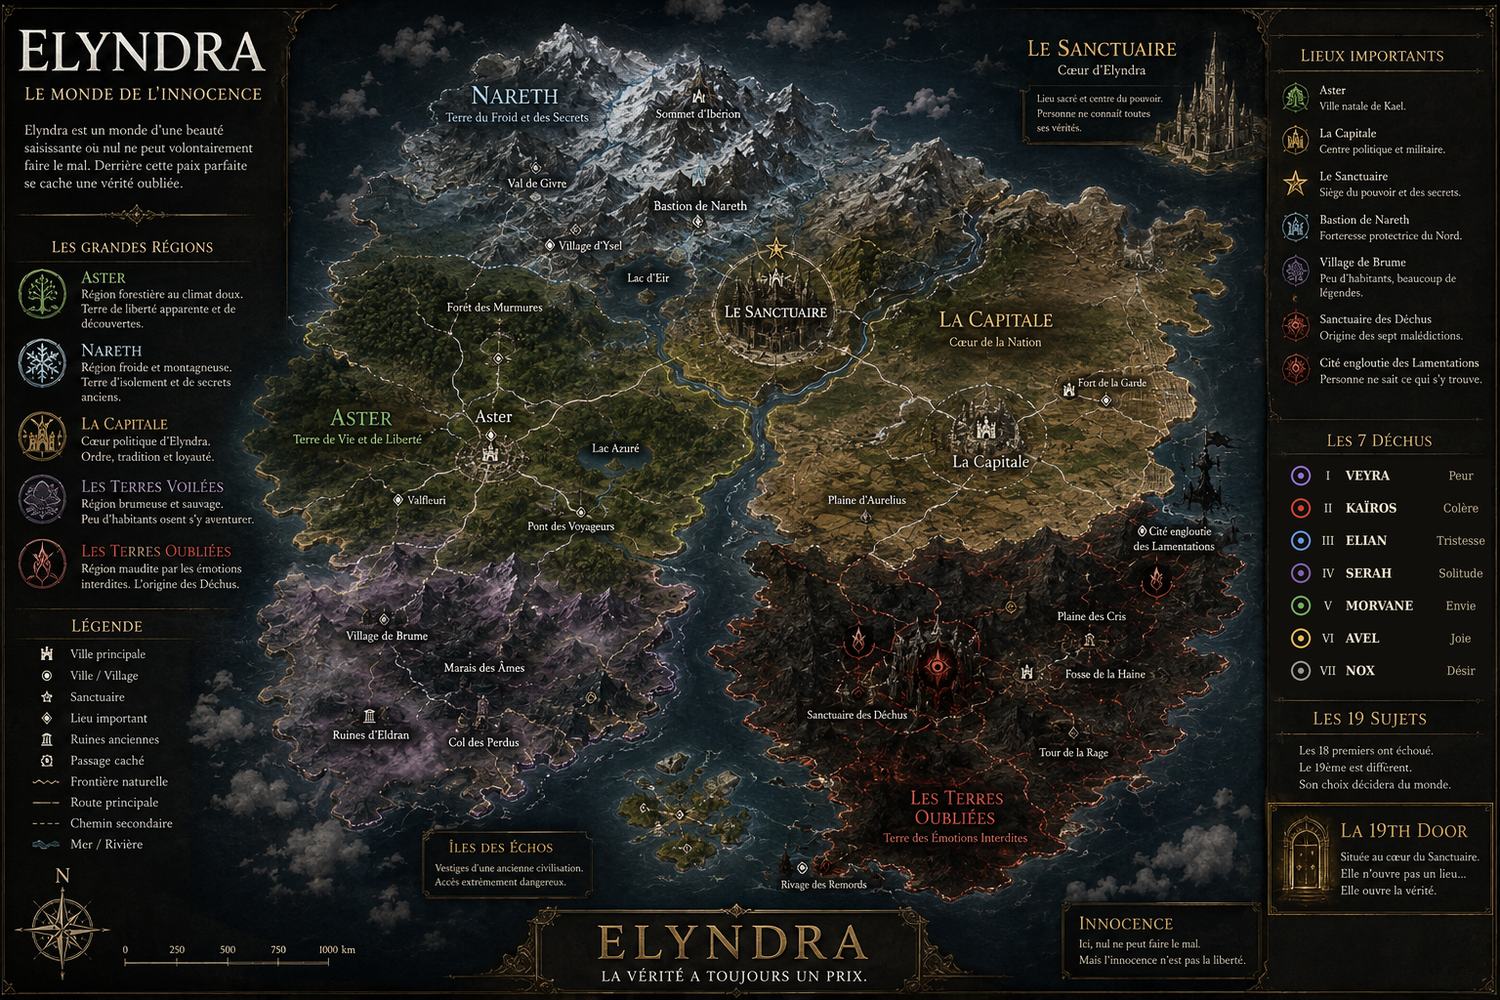 ELYNDRA
LE MONDE DE L'INNOCENCE
Elyndra est un monde d'une beauté
saisissante où nul ne peut volontairement
faire le mal. Derrière cette paix parfaite
se cache une vérité oubliée.
LES GRANDES RÉGIONS
ASTER
Région forestière au climat doux.
Terre de liberté apparente et de
découvertes.
NARETH
Région froide et montagneuse.
Terre d'isolement et de secrets
anciens.
LA CAPITALE
Cœur politique d'Elyndra.
Ordre, tradition et loyauté.
LES TERRES VOILÉES
Région brumeuse et sauvage.
Peu d'habitants osent s'y aventurer.
LES TERRES OUBLIÉES
Région maudite par les émotions
interdites. L'origine des Déchus.
LÉGENDE
Ville principale
Ville / Village
Sanctuaire
Lieu important
Ruines anciennes
Passage caché
Frontière naturelle
Route principale
Chemin secondaire
Mer / Rivière
N
0 250 500 750 1000 km
NARETH
Terre du Froid et des Secrets
Sommet d'Ibérion
Val de Givre
Bastion de Nareth
Village d'Ysel
Lac d'Eir
Forêt des Murmures
LE SANCTUAIRE
LA CAPITALE
Cœur de la Nation
Fort de la Garde
ASTER
Terre de Vie et de Liberté
Aster
Lac Azuré
La Capitale
Valfleuri
Pont des Voyageurs
Plaine d'Aurelius
Cité engloutie
des Lamentations
Village de Brume
Marais des Âmes
Ruines d'Eldran
Col des Perdus
Plaine des Cris
Fosse de la Haine
Sanctuaire des Déchus
Tour de la Rage
LES TERRES
OUBLIÉES
Terre des Émotions Interdites
Rivage des Remords
ÎLES DES ÉCHOS
Vestiges d'une ancienne civilisation.
Accès extrêmement dangereux.
ELYNDRA
LA VÉRITÉ A TOUJOURS UN PRIX.
INNOCENCE
Ici, nul ne peut faire le mal.
Mais l'innocence n'est pas la liberté.
LE SANCTUAIRE
Cœur d'Elyndra
Lieu sacré et centre du pouvoir.
Personne ne connaît toutes
ses vérités.
LIEUX IMPORTANTS
Aster
Ville natale de Kael.
La Capitale
Centre politique et militaire.
Le Sanctuaire
Siège du pouvoir et des secrets.
Bastion de Nareth
Forteresse protectrice du Nord.
Village de Brume
Peu d'habitants, beaucoup de
légendes.
Sanctuaire des Déchus
Origine des sept malédictions.
Cité engloutie des Lamentations
Personne ne sait ce qui s'y trouve.
LES 7 DÉCHUS
I VEYRA Peur
II KAÏROS Colère
III ELIAN Tristesse
IV SERAH Solitude
V MORVANE Envie
VI AVEL Joie
VII NOX Désir
LES 19 SUJETS
Les 18 premiers ont échoué.
Le 19ème est différent.
Son choix décidera du monde.
LA 19TH DOOR
Située au cœur du Sanctuaire.
Elle n'ouvre pas un lieu...
Elle ouvre la vérité.